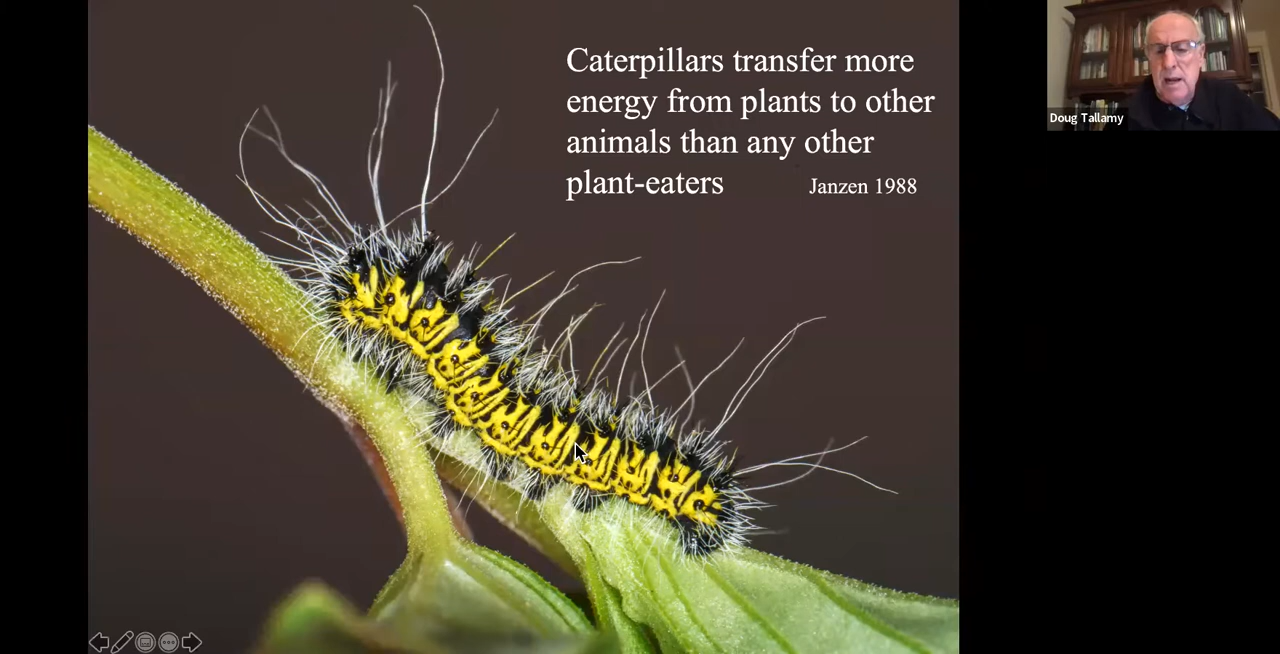 Caterpillars transfer more
energy from plants to other
animals than any other
plant-eaters Janzen 1988
Doug Tallamy